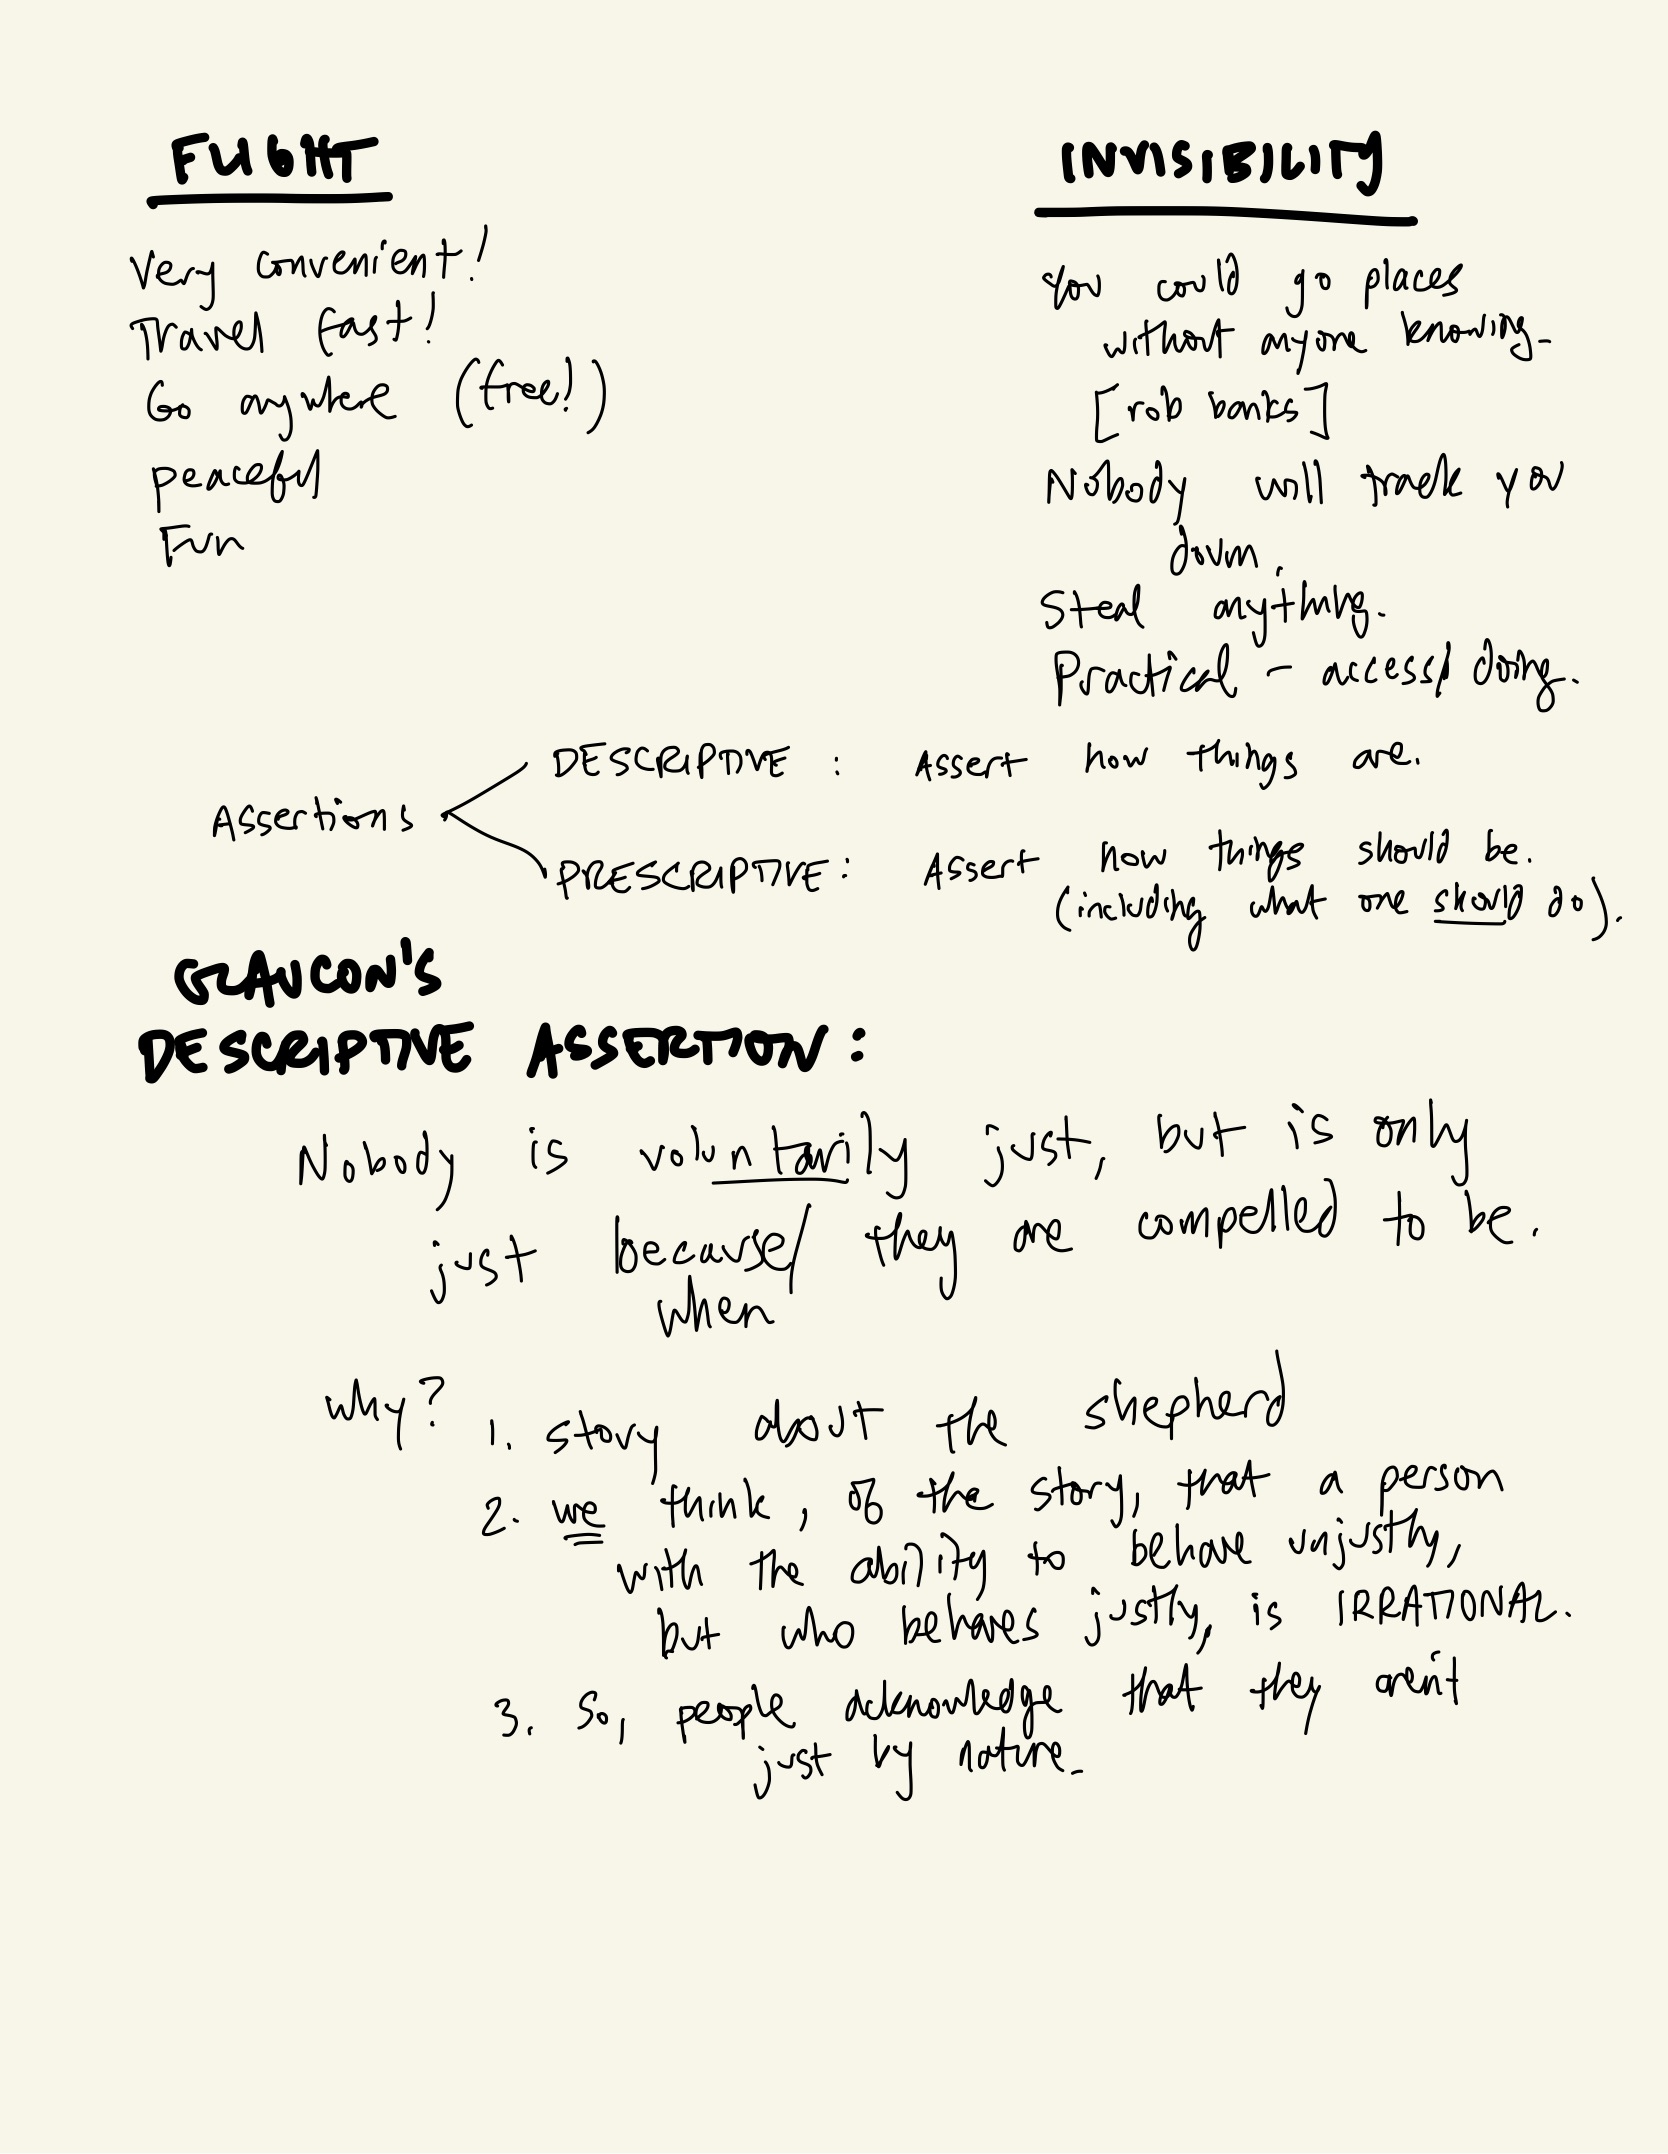 FLIGHT
Very convenient!
Travel fast!
Go anywhere (free!)
peaceful
Fun
INVISIBILITY
You could go places
without anyone knowing.
[rob banks]
Nobody will track you
down.
Steal anything.
Practical - access/doing.
Assertions
DESCRIPTIVE : Assert how things are.
PRESCRIPTIVE : Assert how things should be.
(including what one should do).
GLAUCON'S
DESCRIPTIVE ASSERTION :
Nobody is voluntarily just, but is only
just because/ they are compelled to be.
when
why?
1. story about the shepherd
2. we think, of the story, that a person
with the ability to behave unjustly,
but who behaves justly, is IRRATIONAL.
3. So, people acknowledge that they aren't
just by nature.